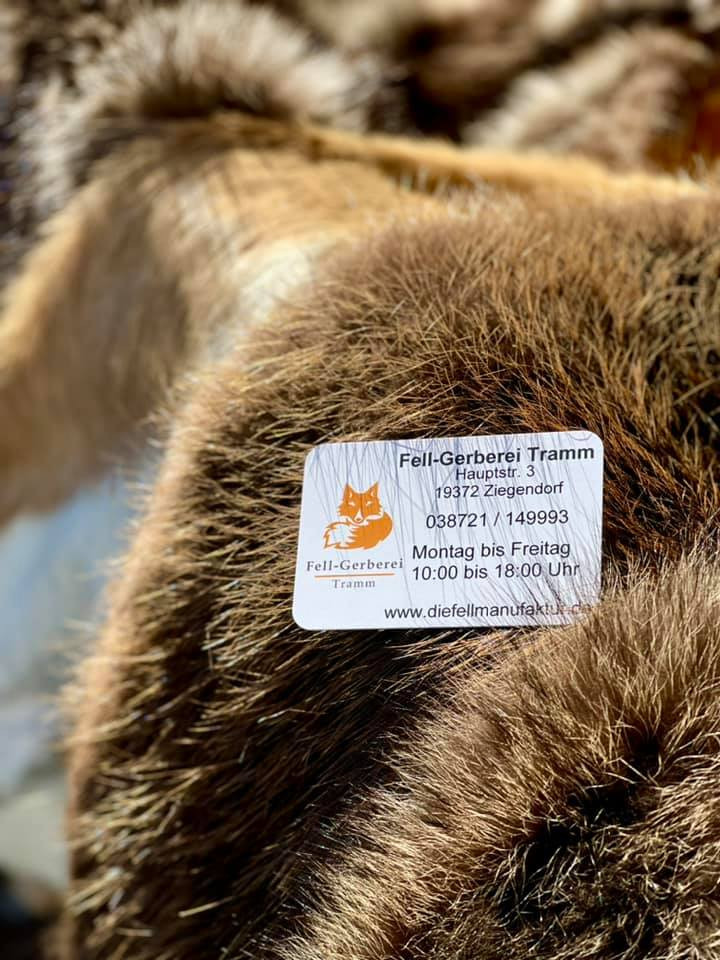 Fell-Gerberei Tramm
Hauptstr. 3
19372 Ziegendorf
038721 / 149993
Montag bis Freitag
10:00 bis 18:00 Uhr
www.diefellmanufaktur.de
Fell-Gerberei
Tramm